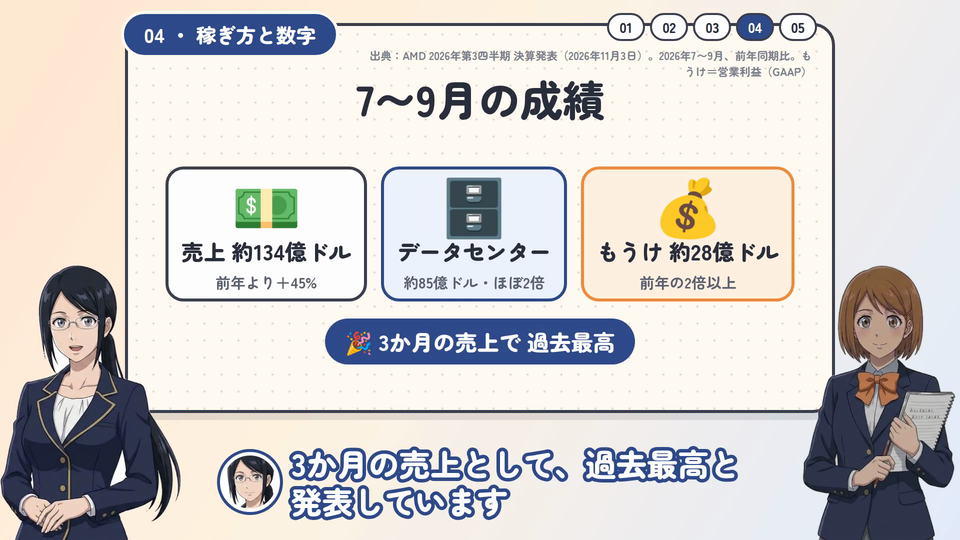 04 ・ 稼ぎ方と数字
01 02 03 04 05
出典：AMD 2026年第3四半期 決算発表（2026年11月3日）。2026年7〜9月、前年同期比。も
うけ＝営業利益（GAAP）
7〜9月の成績
$
売上 約134億ドル
前年より＋45%
データセンター
約85億ドル・ほぼ2倍
$
もうけ 約28億ドル
前年の2倍以上
3か月の売上で 過去最高
3か月の売上として、過去最高と
発表しています